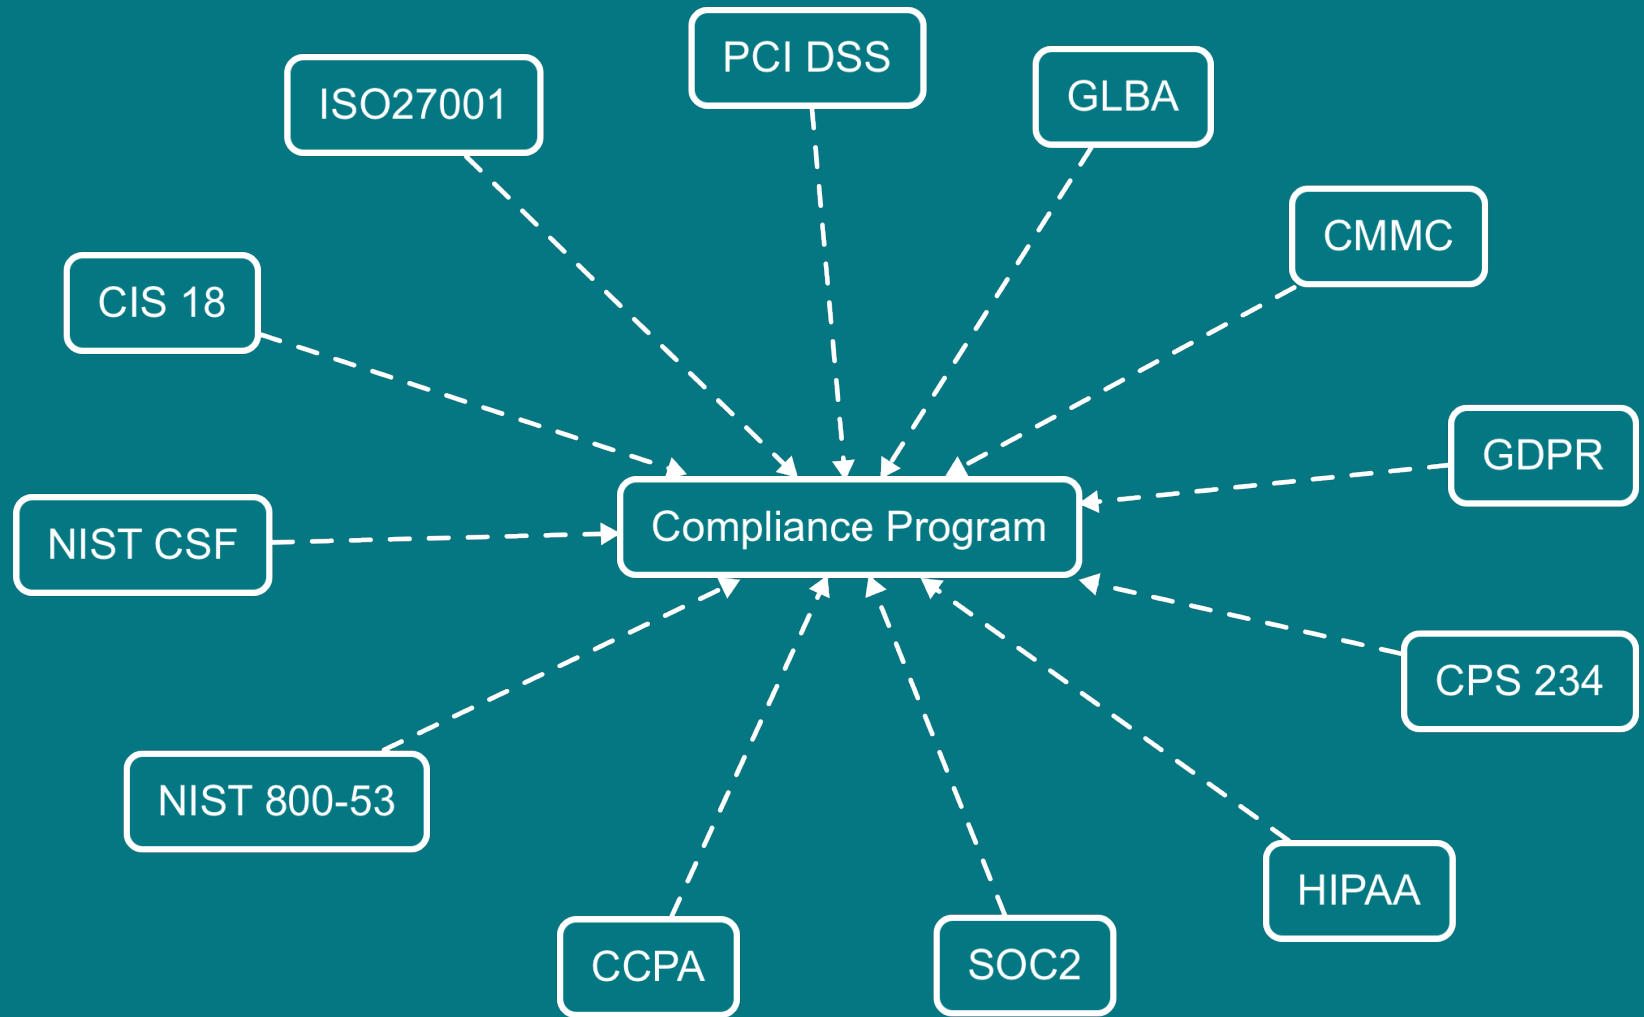 PCI DSS
GLBA
ISO27001
CMMC
CIS 18
GDPR
Compliance Program
NIST CSF
CPS 234
NIST 800-53
HIPAA
CCPA
SOC2